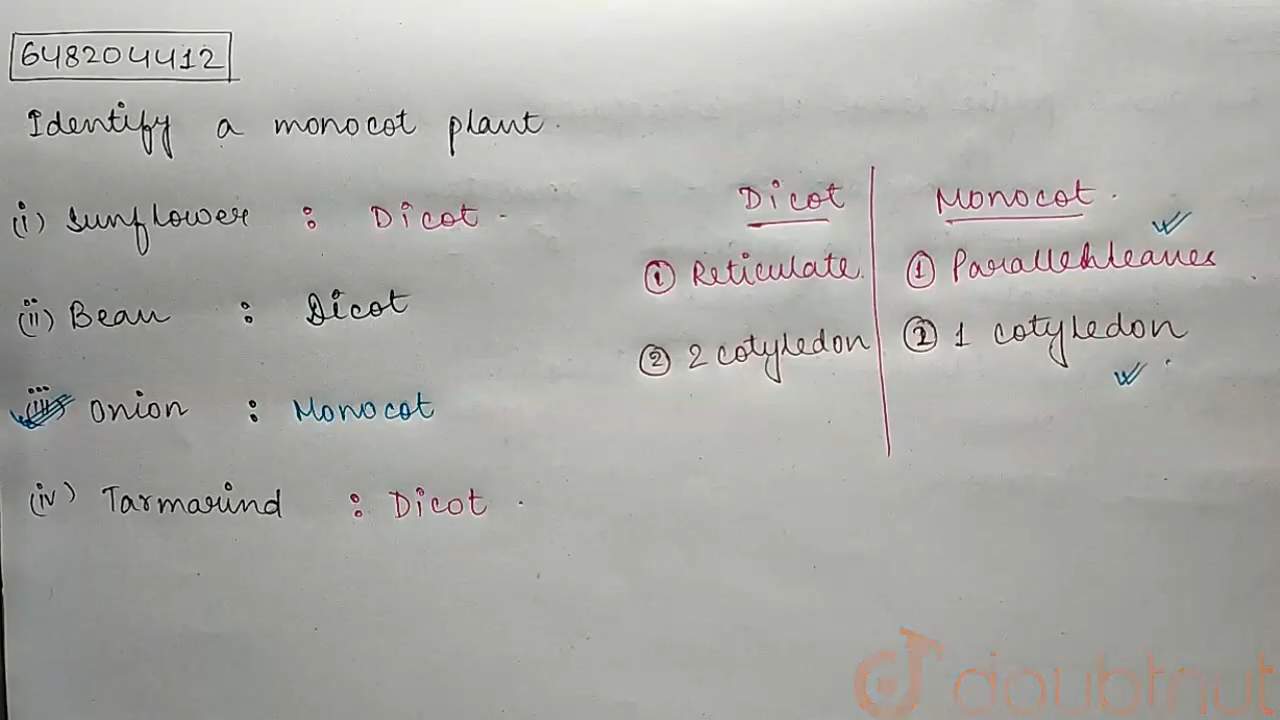 648204412
Identify a monocot plant.
(i) Sunflower : Dicot.
(ii) Bean : Dicot
(iii) Onion : Monocot
(iv) Tarmarind : Dicot.
Dicot
① Reticulate.
② 2 cotyledon
Monocot.
① Parallel leaves
② 1 cotyledon
doubtnut